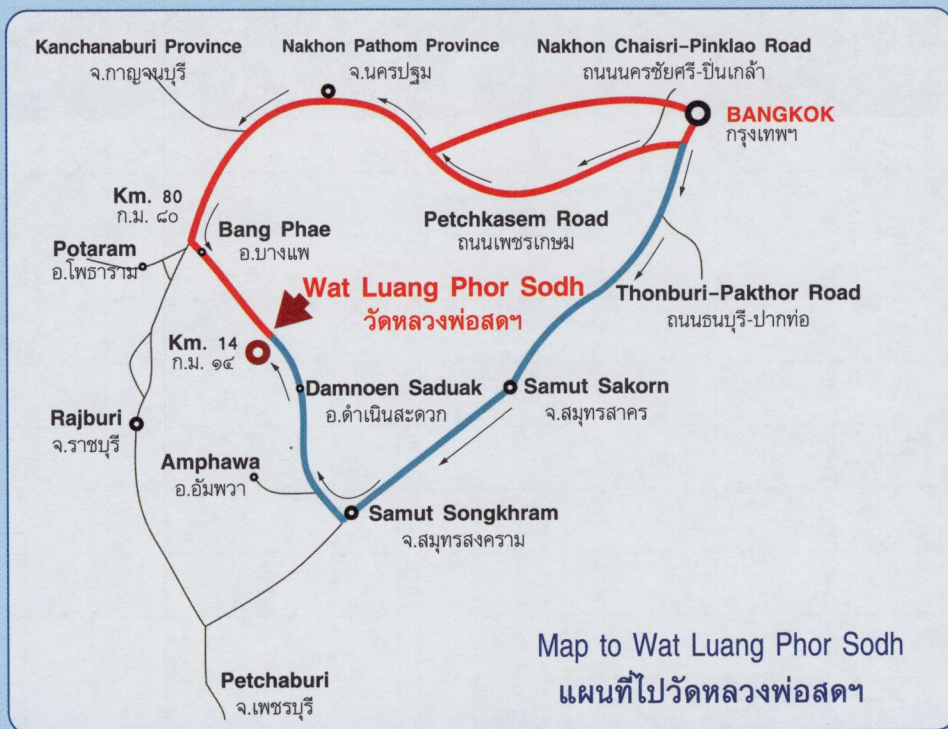 Kanchanaburi Province
จ.กาญจนบุรี
Nakhon Pathom Province
จ.นครปฐม
Nakhon Chaisri-Pinklao Road
ถนนนครชัยศรี-ปิ่นเกล้า
BANGKOK
กรุงเทพฯ
Km. 80
ก.ม. ๘๐
Bang Phae
อ.บางแพ
Petchkasem Road
ถนนเพชรเกษม
Potaram
อ.โพธาราม
Wat Luang Phor Sodh
วัดหลวงพ่อสดฯ
Thonburi-Pakthor Road
ถนนธนบุรี-ปากท่อ
Km. 14
ก.ม. ๑๔
Damnoen Saduak
อ.ดำเนินสะดวก
Samut Sakorn
จ.สมุทรสาคร
Rajburi
จ.ราชบุรี
Amphawa
อ.อัมพวา
Samut Songkhram
จ.สมุทรสงคราม
Petchaburi
จ.เพชรบุรี
Map to Wat Luang Phor Sodh
แผนที่ไปวัดหลวงพ่อสดฯ